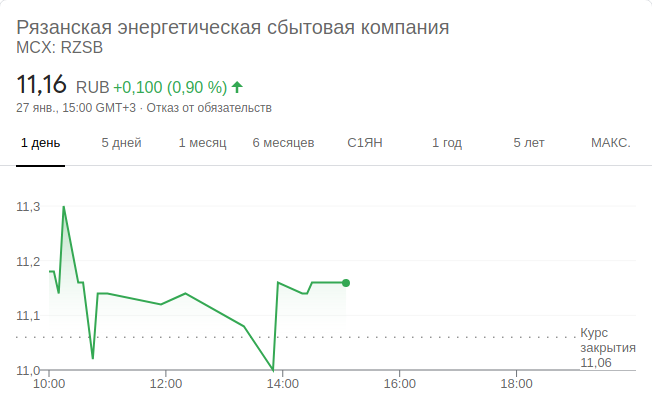 Рязанская энергетическая сбытовая компания
MCX: RZSB
11,16 RUB +0,100 (0,90 %)
27 янв., 15:00 GMT+3 · Отказ от обязательств
1 день 5 дней 1 месяц 6 месяцев С1ЯН 1 год 5 лет МАКС.
11,3
11,2
11,1
11,0
Курс
закрытия
11,06
10:00 12:00 14:00 16:00 18:00